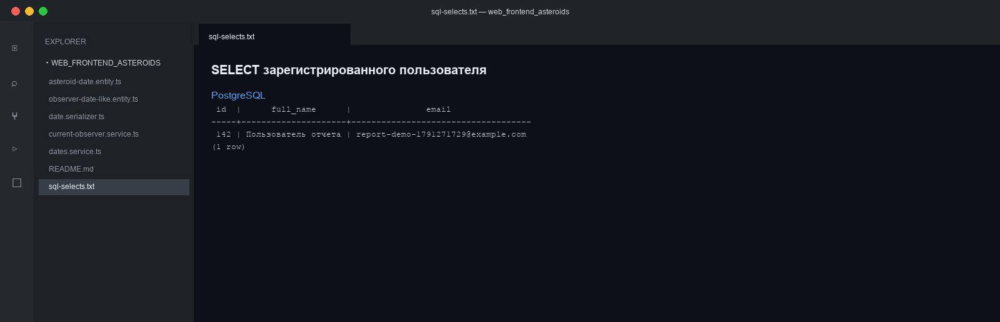 sql-selects.txt — web_frontend_asteroids
EXPLORER
WEB_FRONTEND_ASTEROIDS
asteroid-date.entity.ts
observer-date-like.entity.ts
date.serializer.ts
current-observer.service.ts
dates.service.ts
README.md
sql-selects.txt
sql-selects.txt
SELECT зарегистрированного пользователя
PostgreSQL
 id  |      full_name      |               email
-----+---------------------+------------------------------------
 142 | Пользователь отчета | report-demo-1791271729@example.com
(1 row)